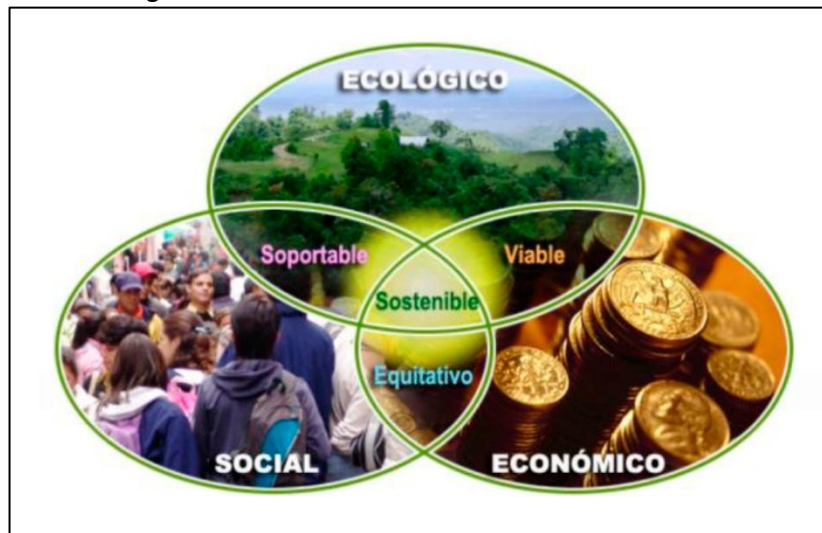 ECOLÓGICO
Soportable
Viable
Sostenible
Equitativo
SOCIAL
ECONÓMICO